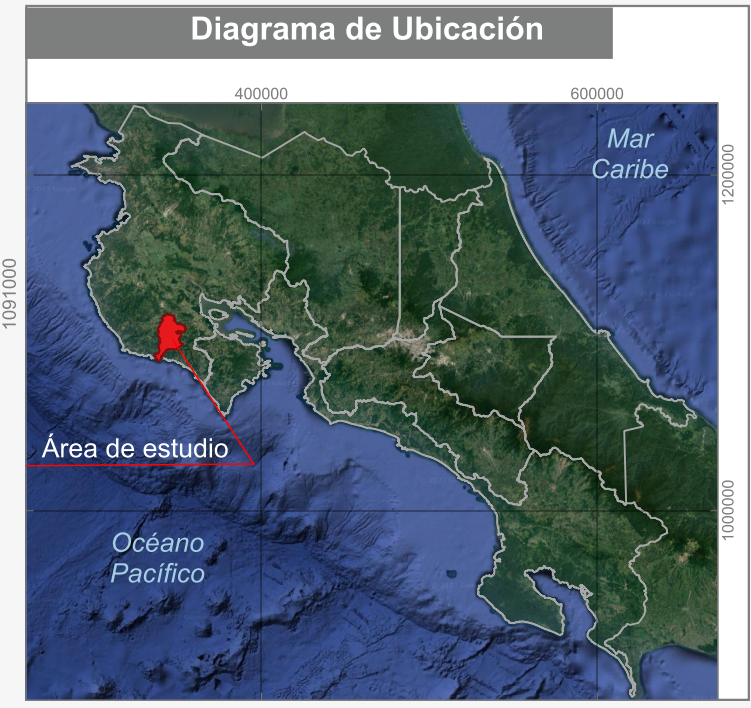 Diagrama de Ubicación
400000
600000
Mar
Caribe
1200000
1091000
Área de estudio
1000000
Océano
Pacífico